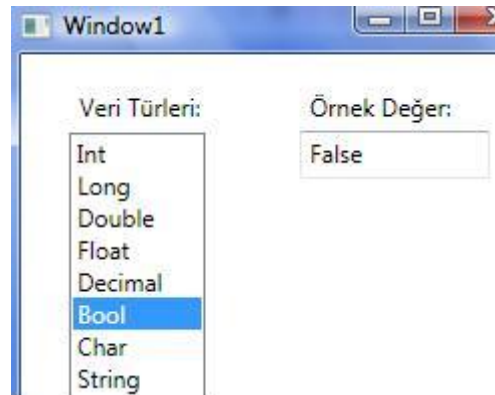 Window1
Veri Türleri:
Örnek Değer:
Int
False
Long
Double
Float
Decimal
Bool
Char
String